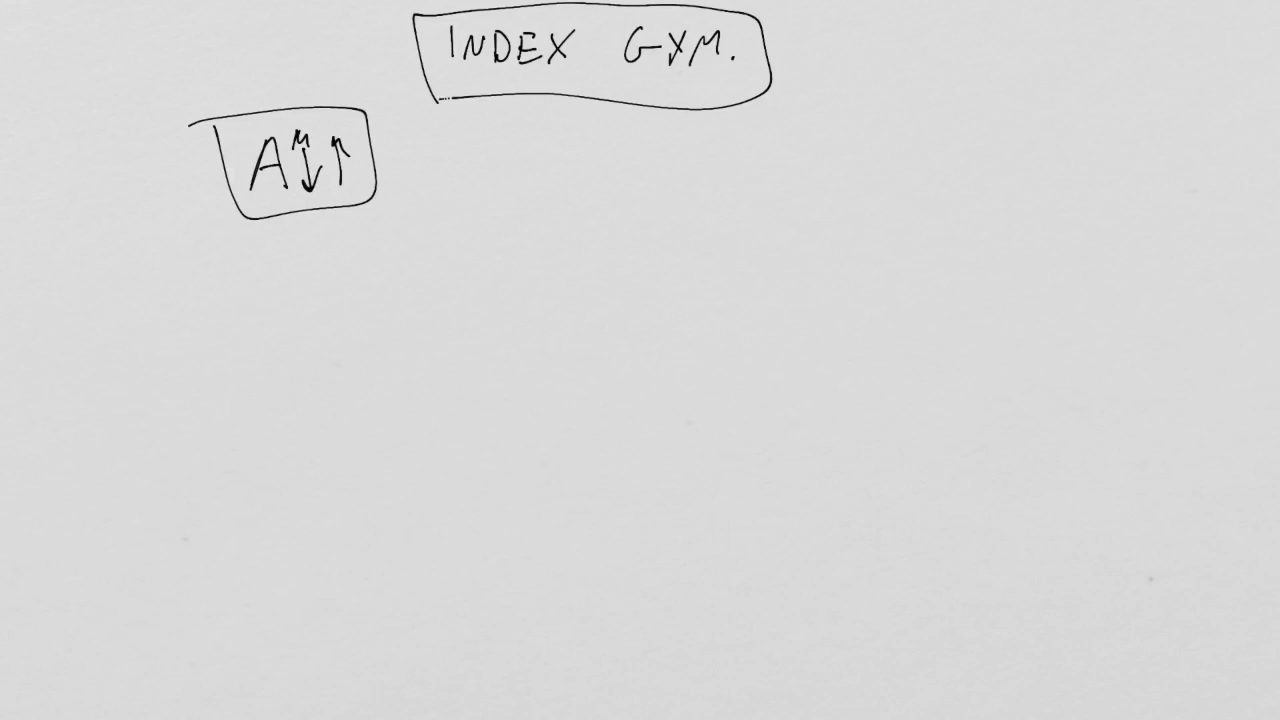 INDEX GYM.
A^μ ↓ ↑